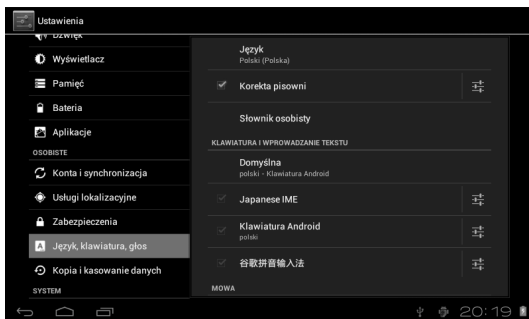 Ustawienia
Dźwięk
Wyświetlacz
Pamięć
Bateria
Aplikacje
OSOBISTE
Konta i synchronizacja
Usługi lokalizacyjne
Zabezpieczenia
Język, klawiatura, głos
Kopia i kasowanie danych
SYSTEM
Język
Polski (Polska)
Korekta pisowni
Słownik osobisty
KLAWIATURA I WPROWADZANIE TEKSTU
Domyślna
polski - Klawiatura Android
Japanese IME
Klawiatura Android
polski
谷歌拼音输入法
MOWA
20:19